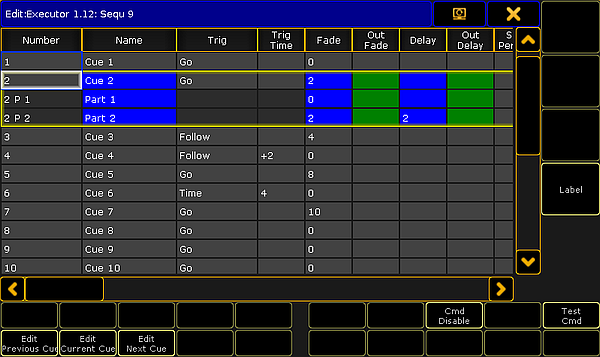 Edit:Executor 1.12: Sequ 9
Number Name Trig Trig Time Fade Out Fade Delay Out Delay S Per
1 Cue 1 Go 0
2 Cue 2 Go 2
2 P 1 Part 1 0
2 P 2 Part 2 2 2
3 Cue 3 Follow 4
4 Cue 4 Follow +2 0
5 Cue 5 Go 8
6 Cue 6 Time 4 0
7 Cue 7 Go 10
8 Cue 8 Go 0
9 Cue 9 Go 0
10 Cue 10 Go 0
Label
Cmd Disable
Test Cmd
Edit Previous Cue
Edit Current Cue
Edit Next Cue